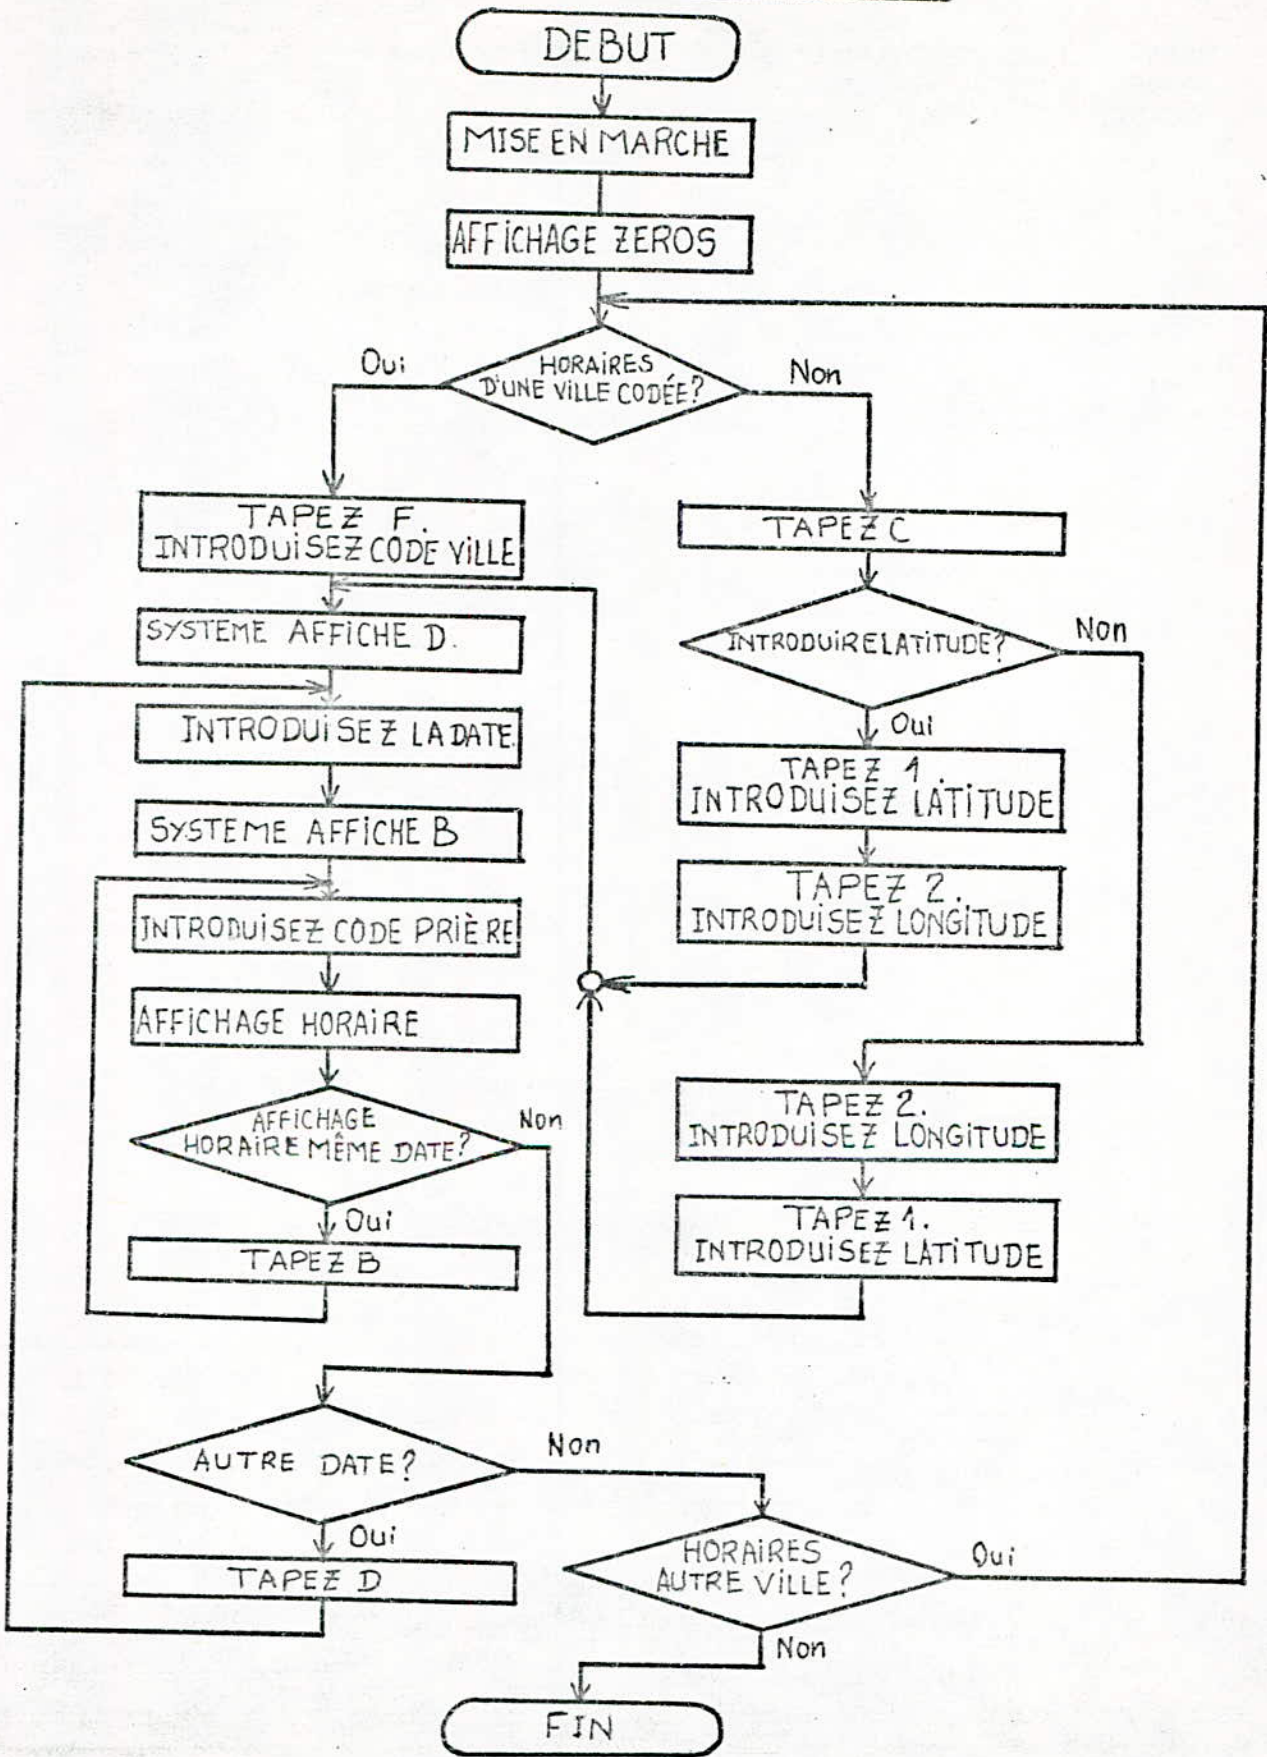 DEBUT
MISE EN MARCHE
AFFICHAGE ZEROS
HORAIRES
D'UNE VILLE CODÉE?
Oui
Non
TAPEZ F.
INTRODUISEZ CODE VILLE
SYSTEME AFFICHE D.
INTRODUISEZ LA DATE.
SYSTEME AFFICHE B
INTRODUISEZ CODE PRIÈRE
AFFICHAGE HORAIRE
AFFICHAGE
HORAIRE MÊME DATE?
Non
Oui
TAPEZ B
TAPEZ C
INTRODUIRE LATITUDE?
Non
Oui
TAPEZ 1.
INTRODUISEZ LATITUDE
TAPEZ 2.
INTRODUISEZ LONGITUDE
TAPEZ 2.
INTRODUISEZ LONGITUDE
TAPEZ 1.
INTRODUISEZ LATITUDE
AUTRE DATE?
Non
Oui
TAPEZ D
HORAIRES
AUTRE VILLE?
Oui
Non
FIN